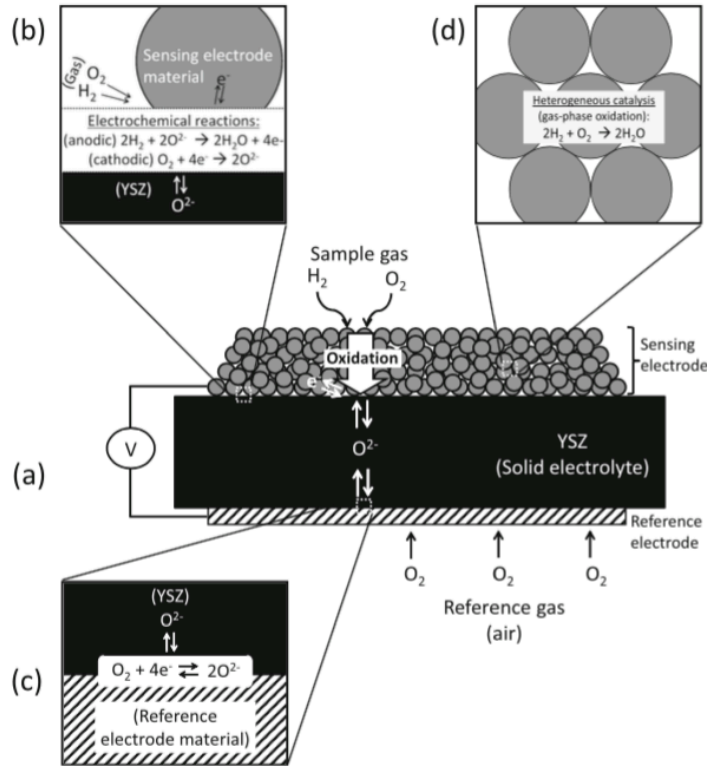 (b)
Sensing electrode
material
e⁻
(Gas)
O₂
H₂
Electrochemical reactions:
(anodic) 2H₂ + 2O²⁻ → 2H₂O + 4e⁻
(cathodic) O₂ + 4e⁻ → 2O²⁻
(YSZ)
O²⁻
(d)
Heterogeneous catalysis
(gas-phase oxidation):
2H₂ + O₂ → 2H₂O
Sample gas
H₂ O₂
Oxidation
e⁻
Sensing
electrode
(a)
V
O²⁻
YSZ
(Solid electrolyte)
Reference
electrode
O₂ O₂ O₂
Reference gas
(air)
(c)
(YSZ)
O²⁻
O₂ + 4e⁻ ⇄ 2O²⁻
(Reference
electrode material)